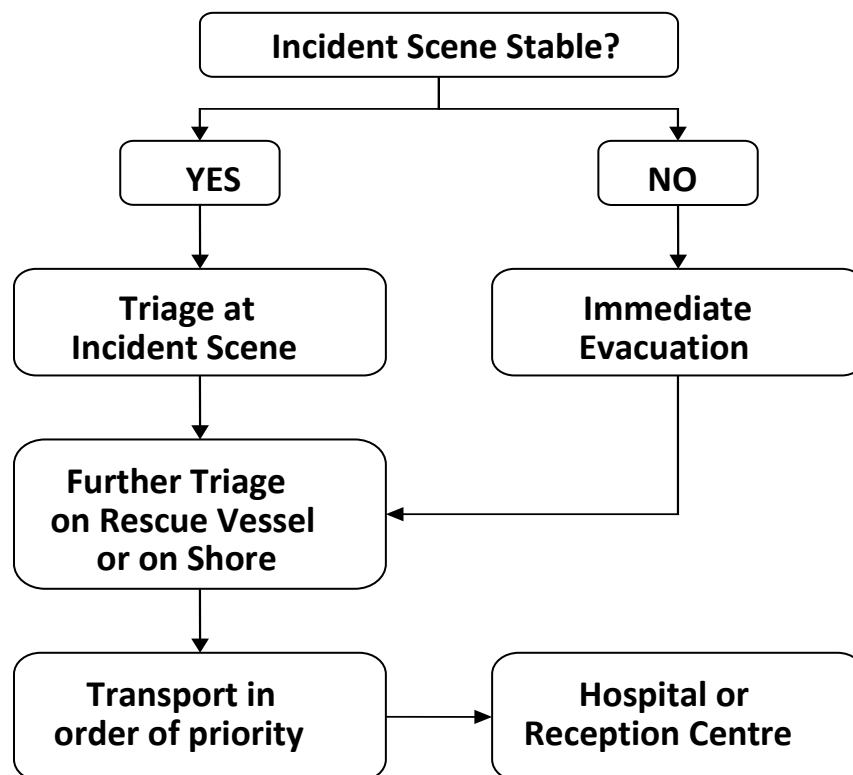 Incident Scene Stable?
YES
NO
Triage at
Incident Scene
Immediate
Evacuation
Further Triage
on Rescue Vessel
or on Shore
Transport in
order of priority
Hospital or
Reception Centre